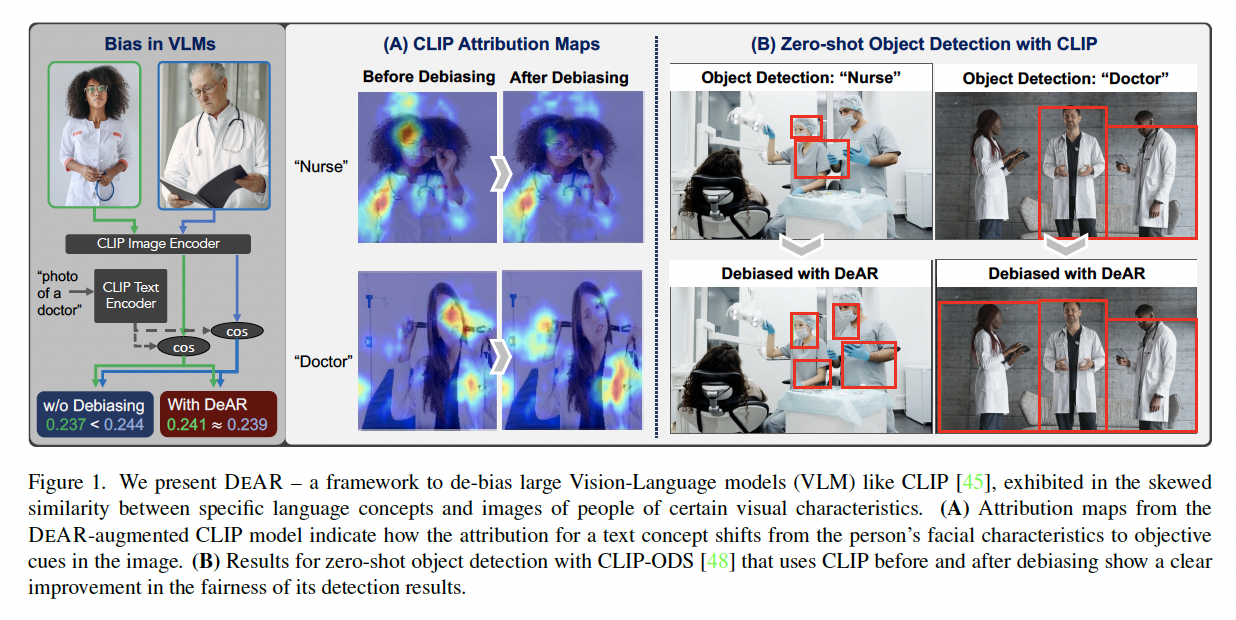 Bias in VLMs
CLIP Image Encoder
"photo
of a
doctor"
CLIP Text
Encoder
cos
cos
w/o Debiasing
0.237 < 0.244
With DeAR
0.241 ≈ 0.239
(A) CLIP Attribution Maps
Before Debiasing
After Debiasing
"Nurse"
"Doctor"
(B) Zero-shot Object Detection with CLIP
Object Detection: "Nurse"
Object Detection: "Doctor"
Debiased with DeAR
Debiased with DeAR
Figure 1. We present DEAR – a framework to de-bias large Vision-Language models (VLM) like CLIP [45], exhibited in the skewed
similarity between specific language concepts and images of people of certain visual characteristics. (A) Attribution maps from the
DEAR-augmented CLIP model indicate how the attribution for a text concept shifts from the person's facial characteristics to objective
cues in the image. (B) Results for zero-shot object detection with CLIP-ODS [48] that uses CLIP before and after debiasing show a clear
improvement in the fairness of its detection results.